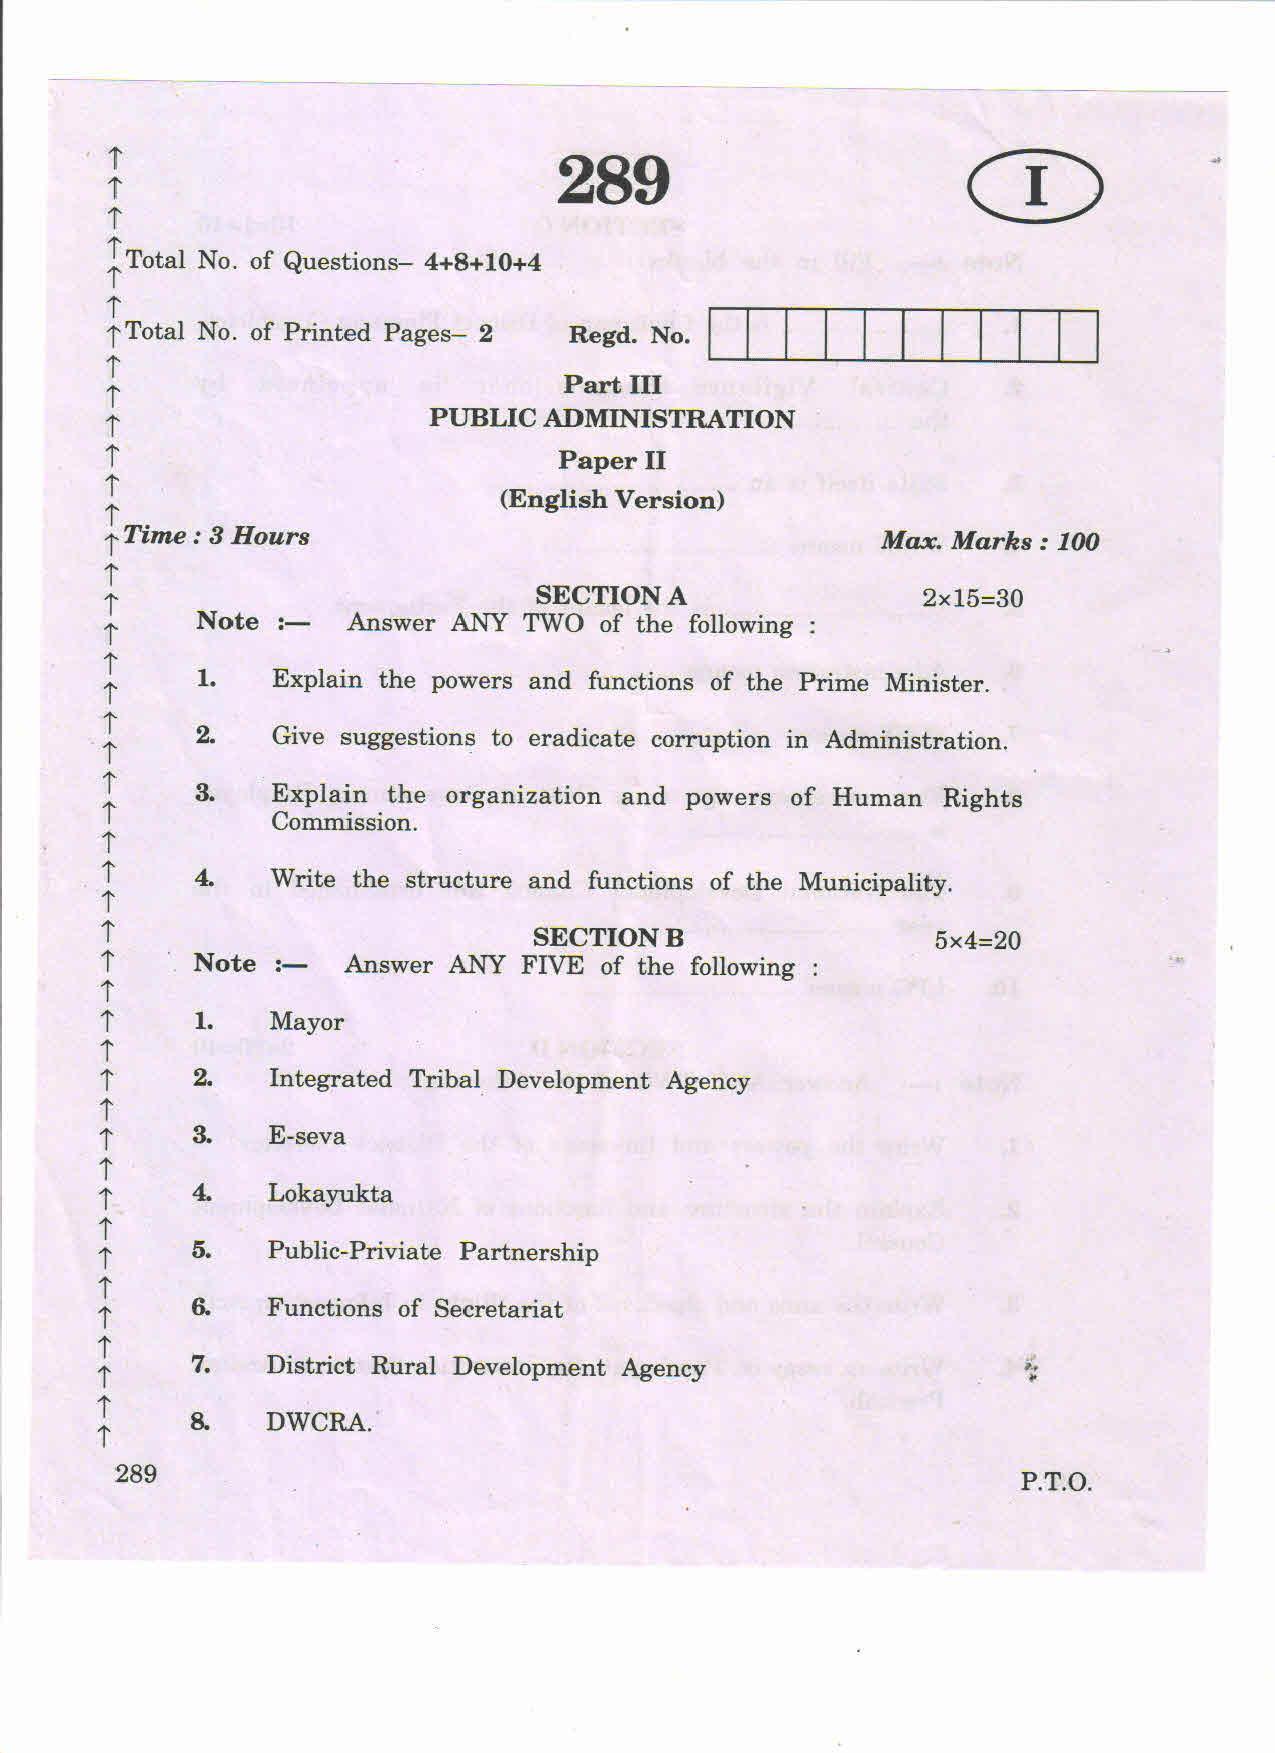 289
I
Total No. of Questions– 4+8+10+4
Total No. of Printed Pages– 2 Regd. No.
Part III
PUBLIC ADMINISTRATION
Paper II
(English Version)
Time : 3 Hours Max. Marks : 100
SECTION A 2×15=30
Note :— Answer ANY TWO of the following :
1. Explain the powers and functions of the Prime Minister.
2. Give suggestions to eradicate corruption in Administration.
3. Explain the organization and powers of Human Rights
Commission.
4. Write the structure and functions of the Municipality.
SECTION B 5×4=20
Note :— Answer ANY FIVE of the following :
1. Mayor
2. Integrated Tribal Development Agency
3. E-seva
4. Lokayukta
5. Public-Priviate Partnership
6. Functions of Secretariat
7. District Rural Development Agency
8. DWCRA.
289 P.T.O.